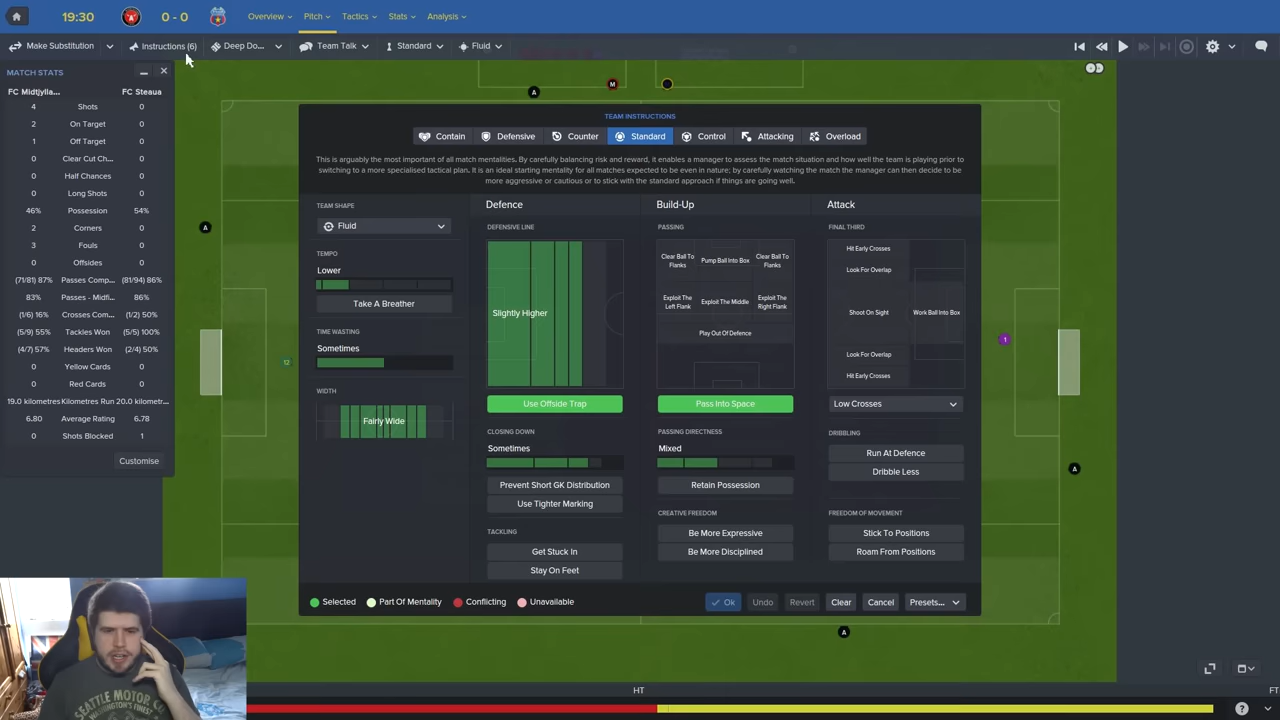 19:30 0 - 0 Overview Pitch Tactics Stats Analysis
Make Substitution Instructions (6) Deep Do... Team Talk Standard Fluid
MATCH STATS
FC Midtjylla... FC Steaua
4 Shots 0
2 On Target 0
1 Off Target 0
0 Clear Cut Ch... 0
0 Half Chances 0
0 Long Shots 0
46% Possession 54%
2 Corners 0
3 Fouls 0
0 Offsides 0
(71/81) 87% Passes Comp... (81/94) 86%
83% Passes - Midfi... 86%
(1/6) 16% Crosses Com... (1/2) 50%
(5/9) 55% Tackles Won (5/5) 100%
(4/7) 57% Headers Won (2/4) 50%
0 Yellow Cards 0
0 Red Cards 0
19.0 kilometres Kilometres Run 20.0 kilometr...
6.80 Average Rating 6.78
0 Shots Blocked 1
Customise
A
M
A
12
1
A
A
TEAM INSTRUCTIONS
Contain Defensive Counter Standard Control Attacking Overload
This is arguably the most important of all match mentalities. By carefully balancing risk and reward, it enables a manager to assess the match situation and how well the team is playing prior
to switching to a more specialised tactical plan. It is an ideal starting mentality for all matches expected to be even in nature; by carefully watching the match the manager can then decide to
be more aggressive or cautious or to stick with the standard approach if things are going well.
TEAM SHAPE
Fluid
TEMPO
Lower
Take A Breather
TIME WASTING
Sometimes
WIDTH
Fairly Wide
Defence
DEFENSIVE LINE
Slightly Higher
Use Offside Trap
CLOSING DOWN
Sometimes
Prevent Short GK Distribution
Use Tighter Marking
TACKLING
Get Stuck In
Stay On Feet
Build-Up
PASSING
Clear Ball To Flanks
Pump Ball Into Box
Clear Ball To Flanks
Exploit The Left Flank
Exploit The Middle
Exploit The Right Flank
Play Out Of Defence
Pass Into Space
PASSING DIRECTNESS
Mixed
Retain Possession
CREATIVE FREEDOM
Be More Expressive
Be More Disciplined
Attack
FINAL THIRD
Hit Early Crosses
Look For Overlap
Shoot On Sight Work Ball Into Box
Look For Overlap
Hit Early Crosses
Low Crosses
DRIBBLING
Run At Defence
Dribble Less
FREEDOM OF MOVEMENT
Stick To Positions
Roam From Positions
Selected Part Of Mentality Conflicting Unavailable
Ok Undo Revert Clear Cancel Presets...
SEATTLE MOTOR
HT FT